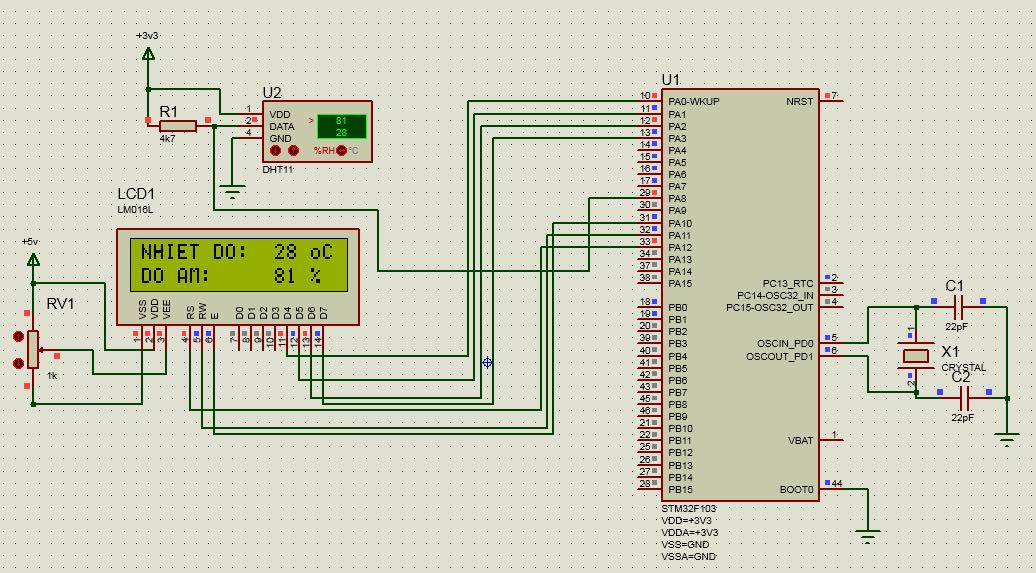 +3v3
R1
4k7
U2
1 VDD
2 DATA
4 GND
> 81
28
%RH °C
DHT11
LCD1
LM016L
NHIET DO: 28 oC
DO AM: 81 %
VSS VDD VEE RS RW E D0 D1 D2 D3 D4 D5 D6 D7
1 2 3 4 5 6 7 8 9 10 11 12 13 14
+5v
RV1
1k
U1
10 PA0-WKUP
11 PA1
12 PA2
13 PA3
14 PA4
15 PA5
16 PA6
17 PA7
29 PA8
30 PA9
31 PA10
32 PA11
33 PA12
34 PA13
37 PA14
38 PA15
18 PB0
19 PB1
20 PB2
39 PB3
40 PB4
41 PB5
42 PB6
43 PB7
45 PB8
46 PB9
21 PB10
22 PB11
25 PB12
26 PB13
27 PB14
28 PB15
NRST 7
PC13_RTC 2
PC14-OSC32_IN 3
PC15-OSC32_OUT 4
OSCIN_PD0 5
OSCOUT_PD1 6
VBAT 1
BOOT0 44
STM32F103
VDD=+3V3
VDDA=+3V3
VSS=GND
VSSA=GND
C1
22pF
1
X1
CRYSTAL
2
C2
22pF